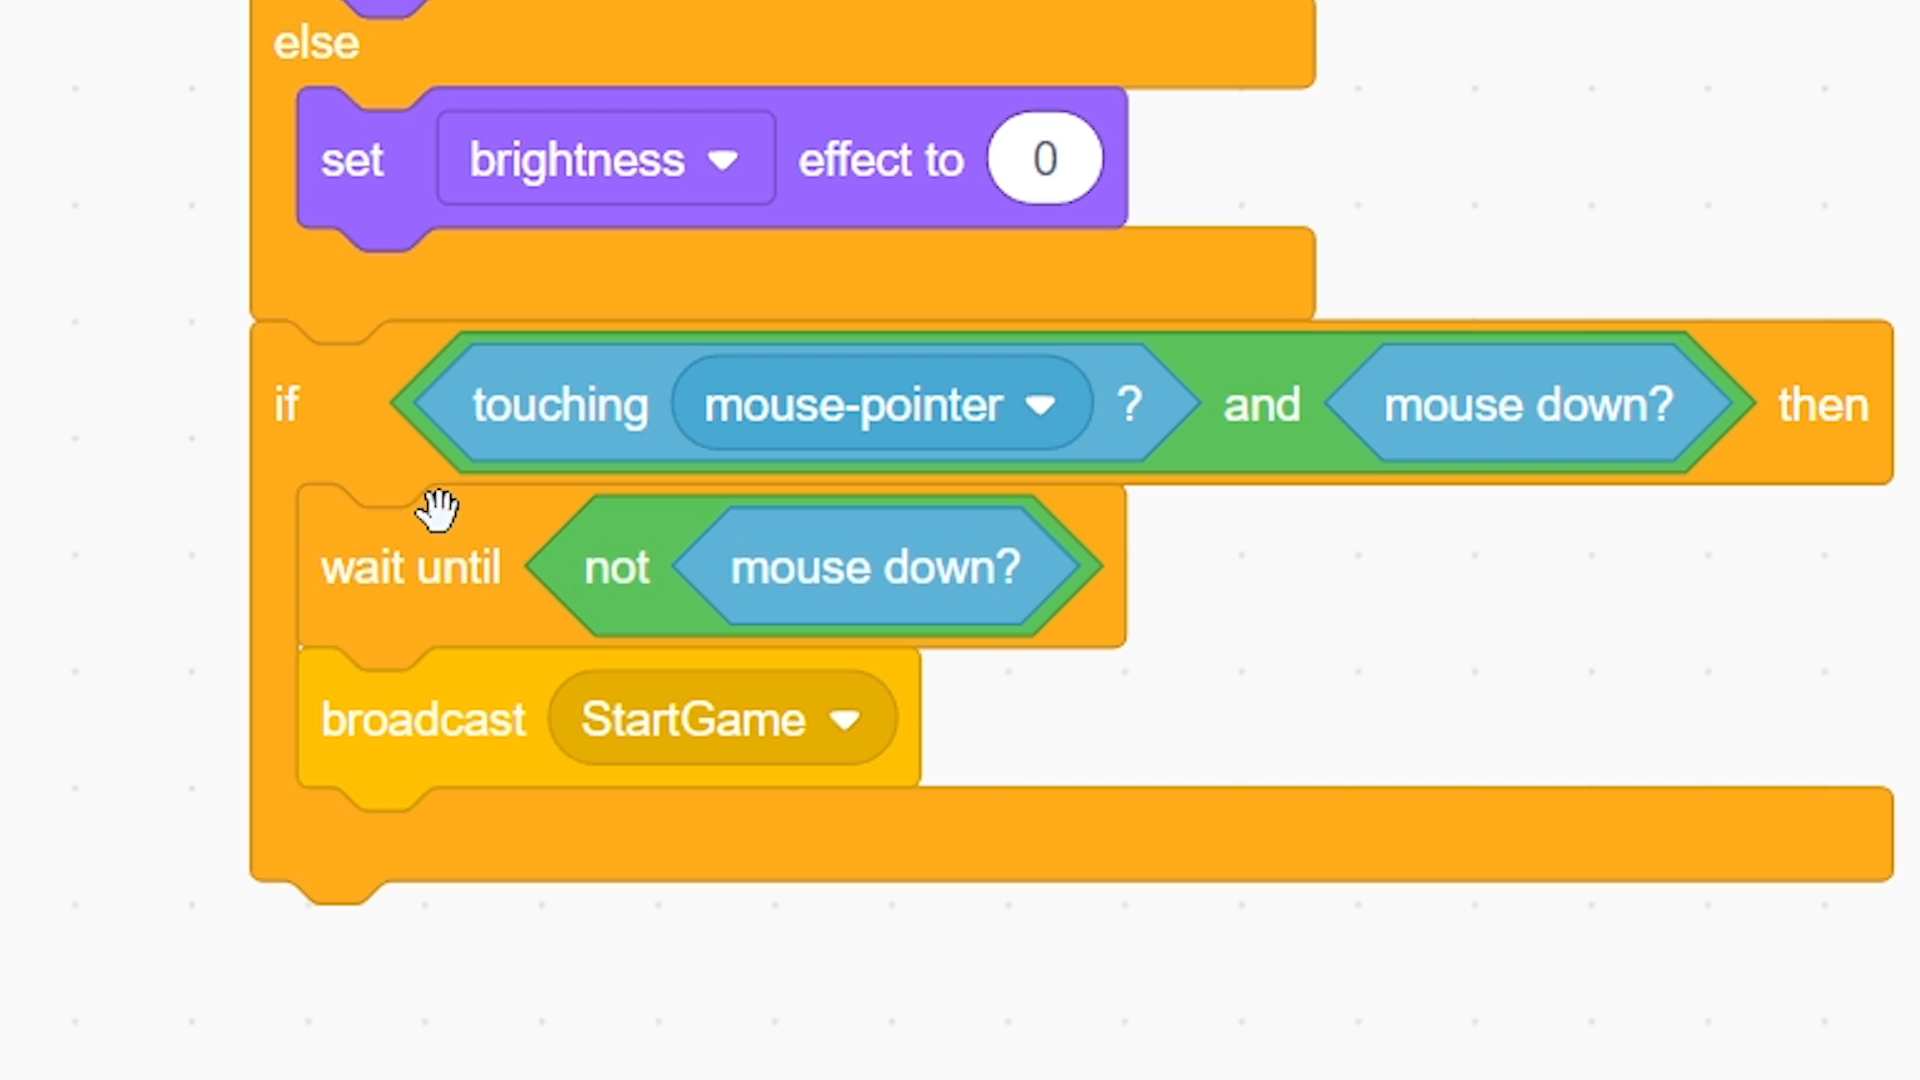 else
set brightness effect to 0
if touching mouse-pointer ? and mouse down? then
wait until not mouse down?
broadcast StartGame